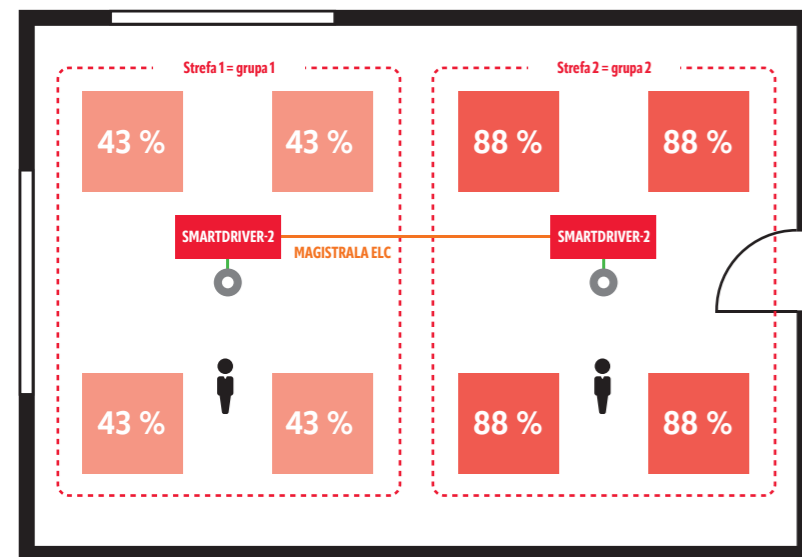 Strefa 1 = grupa 1
Strefa 2 = grupa 2
43 %
43 %
88 %
88 %
SMARTDRIVER-2
SMARTDRIVER-2
MAGISTRALA ELC
43 %
43 %
88 %
88 %